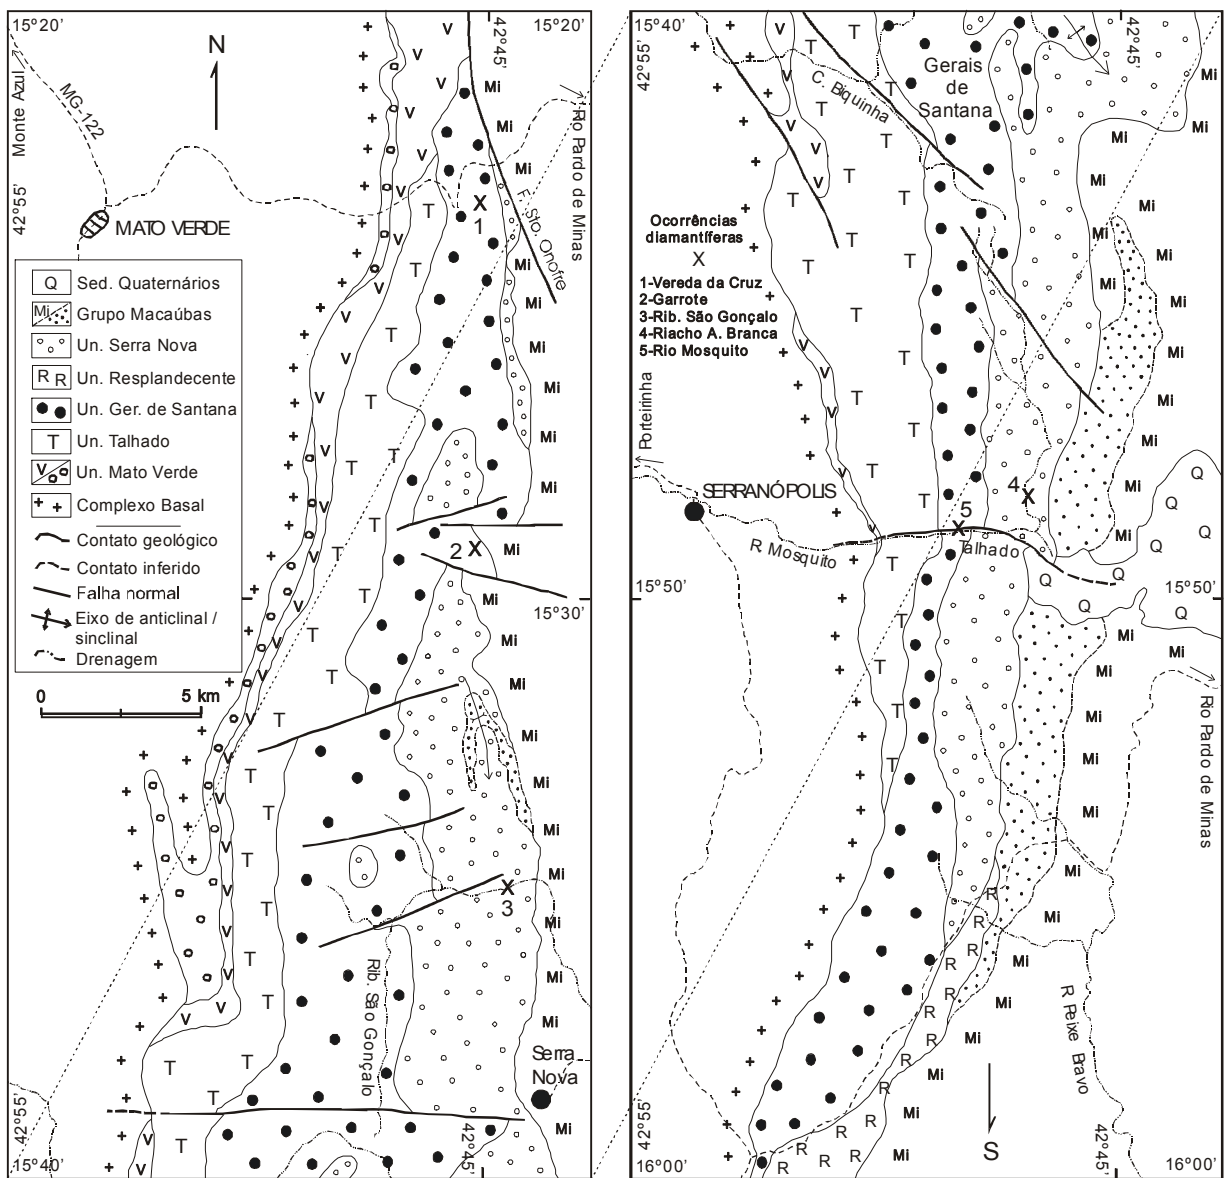 15°20'
15°20'
42°45'
N
Monte Azul
MG-122
Rio Pardo de Minas
42°55'
MATO VERDE
F. Sto. Onofre
1
Q Sed. Quaternários
Mi Grupo Macaúbas
Un. Serra Nova
R R Un. Resplandecente
Un. Ger. de Santana
T Un. Talhado
V Un. Mato Verde
+ + Complexo Basal
Contato geológico
Contato inferido
Falha normal
Eixo de anticlinal /
sinclinal
Drenagem
0 5 km
2 X
15°30'
X
3
Rib. São Gonçalo
Serra
Nova
42°55'
15°40'
42°45'
15°40'
42°55'
42°45'
C. Biquinha
Gerais
de
Santana
Ocorrências
diamantíferas
X
1-Vereda da Cruz
2-Garrote
3-Rib. São Gonçalo
4-Riacho A. Branca
5-Rio Mosquito
Porteirinha
SERRANÓPOLIS
4 X
5
X
R. Mosquito
Talhado
15°50'
Rio Pardo de Minas
R. Peixe Bravo
S
42°55'
16°00'
42°45'
16°00'